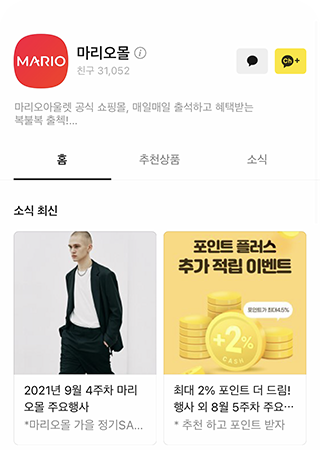 MARIO
마리오몰
친구 31,052
Ch+
마리오아울렛 공식 쇼핑몰, 매일매일 출석하고 혜택받는
복불복 출첵!...
홈 추천상품 소식
소식 최신
포인트 플러스
추가 적립 이벤트
포인트가 최대4.5%
+2%
CASH
2021년 9월 4주차 마리
오몰 주요행사
*마리오몰 가을 정기SA...
최대 2% 포인트 더 드림!
행사 외 8월 5주차 주요...
* 추천 하고 포인트 받자